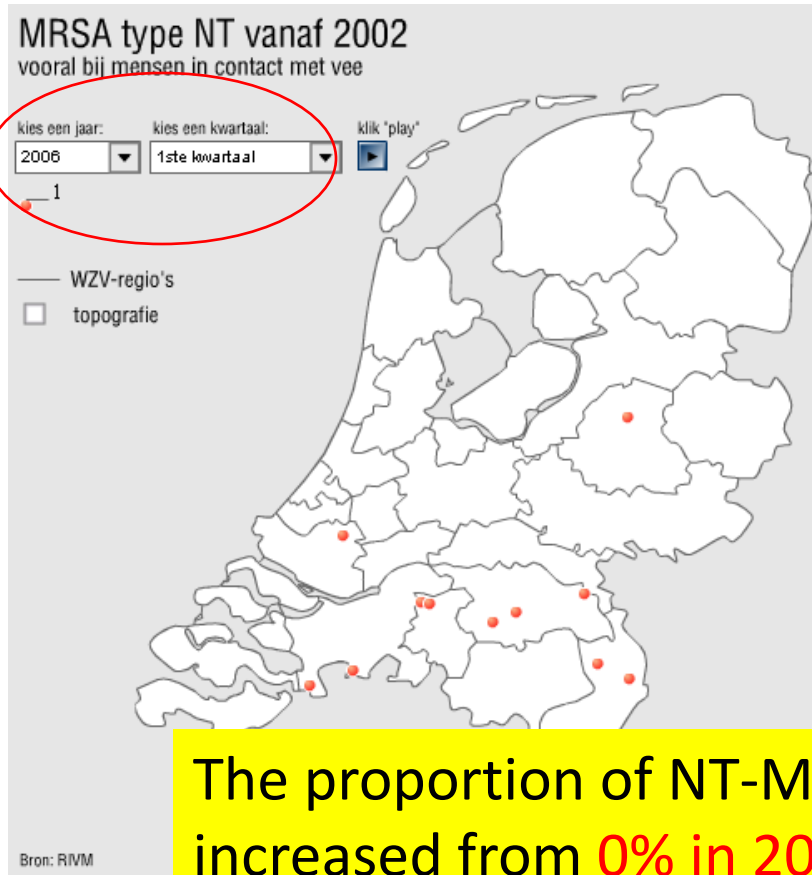 MRSA type NT vanaf 2002
vooral bij mensen in contact met vee
kies een jaar: kies een kwartaal: klik "play"
2006 1ste kwartaal
1
WZV-regio's
topografie
The proportion of NT-M
increased from 0% in 20
Bron: RIVM